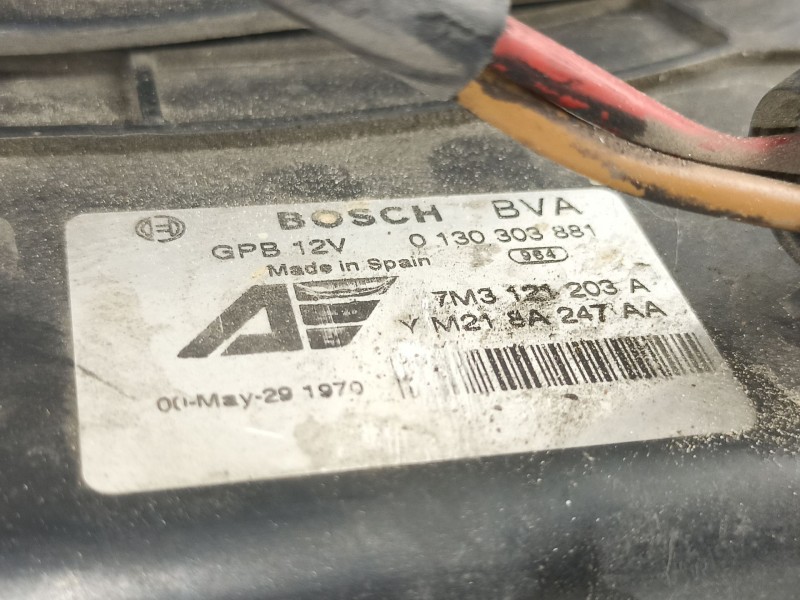 BOSCH BVA
GPB 12V 0 130 303 881
Made in Spain 964
7M3 121 203 A
YM21 8A 247 AA
00-May-29 1970